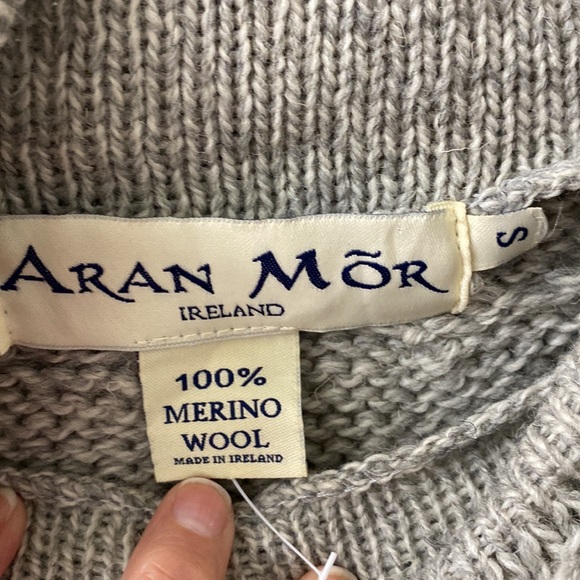 ARAN MÕR
IRELAND
S
100%
MERINO
WOOL
MADE IN IRELAND